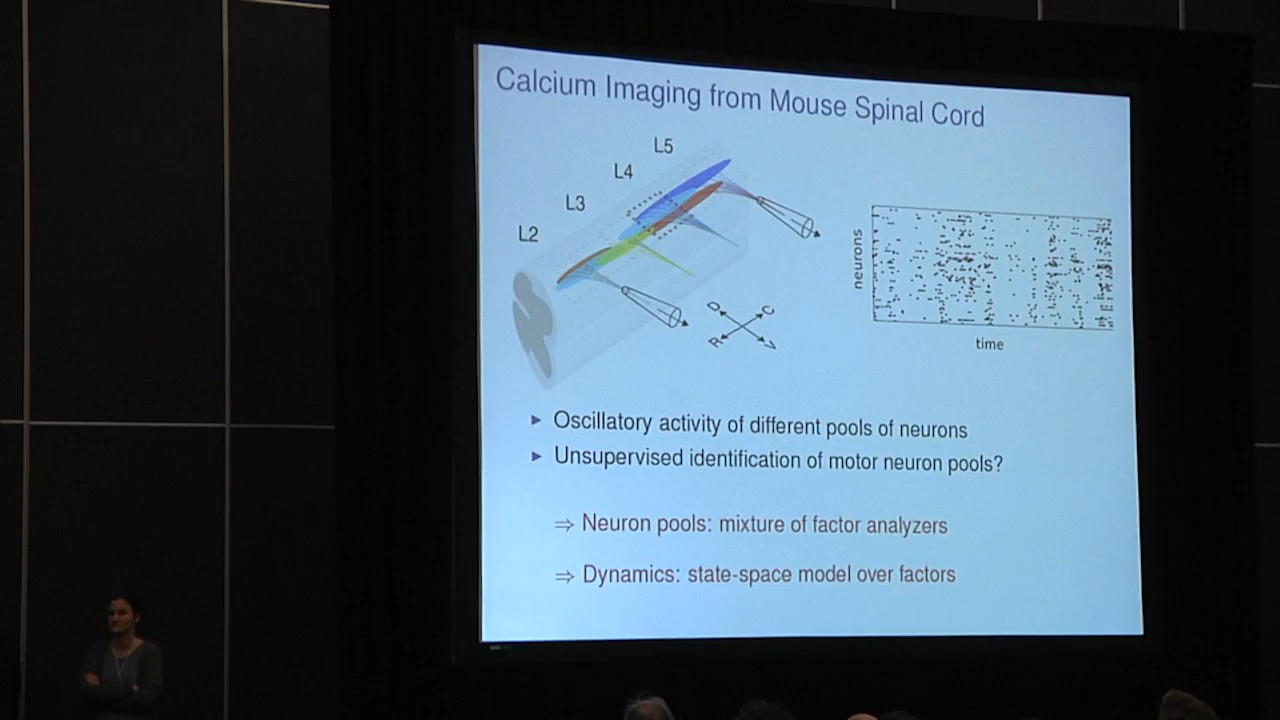 Calcium Imaging from Mouse Spinal Cord
L5
L4
L3
L2
D
C
R
V
neurons
time
Oscillatory activity of different pools of neurons
Unsupervised identification of motor neuron pools?
⇒ Neuron pools: mixture of factor analyzers
⇒ Dynamics: state-space model over factors